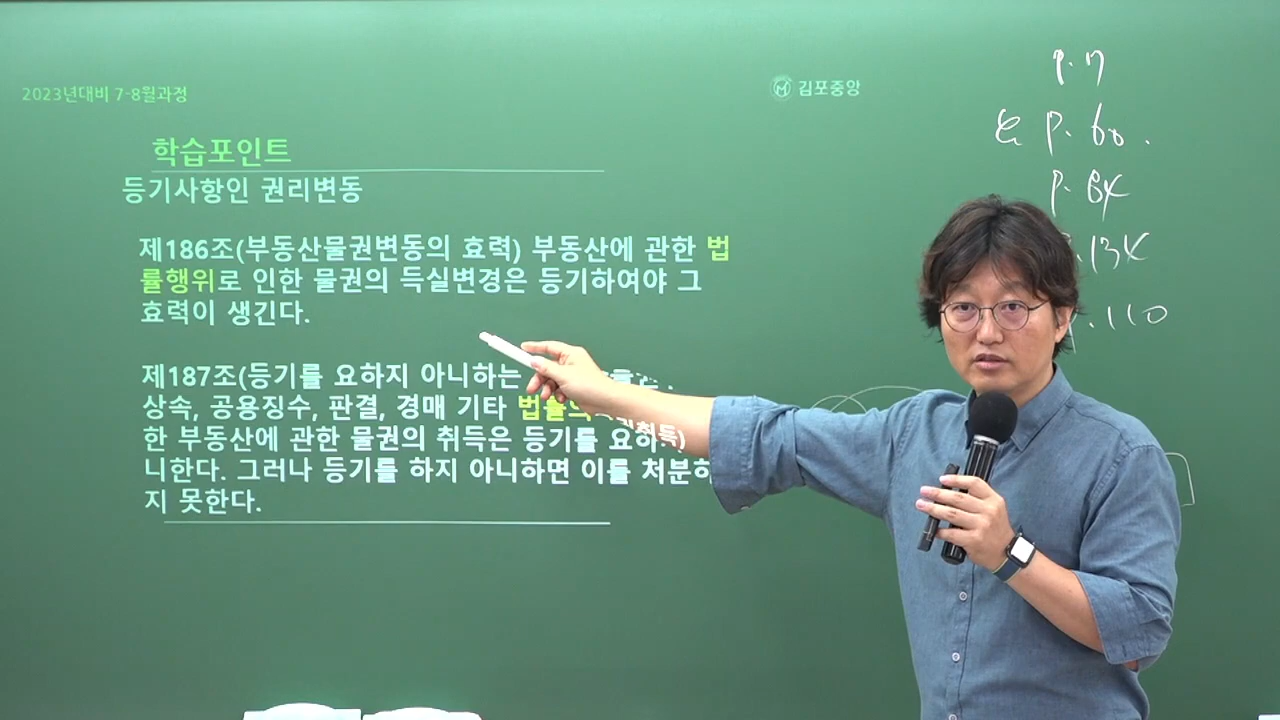 2023년대비 7-8월과정
김포중앙
학습포인트
등기사항인 권리변동
제186조(부동산물권변동의 효력) 부동산에 관한 법
률행위로 인한 물권의 득실변경은 등기하여야 그
효력이 생긴다.
제187조(등기를 요하지 아니하는
상속, 공용징수, 판결, 경매 기타 법률의
한 부동산에 관한 물권의 취득은 등기를 요하
니한다. 그러나 등기를 하지 아니하면 이를 처분하
지 못한다.
취득)
P. 17
& P. 60.
P. 84
.134
.110